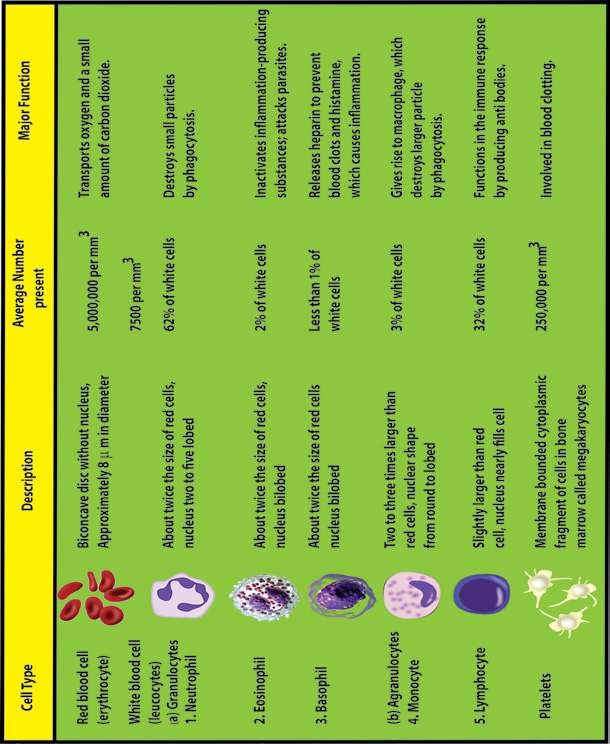 Cell Type
Description
Average Number
present
Major Function
Red blood cell
(erythrocyte)
Biconcave disc without nucleus,
Approximately 8 μ m in diameter
5,000,000 per mm3
Transports oxygen and a small
amount of carbon dioxide.
White blood cell
(leucocytes)
7500 per mm3
(a) Granulocytes
1. Neutrophil
About twice the size of red cells,
nucleus two to five lobed
62% of white cells
Destroys small particles
by phagocytosis.
2. Eosinophil
About twice the size of red cells,
nucleus bilobed
2% of white cells
Inactivates inflammation-producing
substances; attacks parasites.
3. Basophil
About twice the size of red cells
nucleus bilobed
Less than 1% of
white cells
Releases heparin to prevent
blood clots and histamine,
which causes inflammation.
(b) Agranulocytes
4. Monocyte
Two to three times larger than
red cells, nuclear shape
from round to lobed
3% of white cells
Gives rise to macrophage, which
destroys larger particle
by phagocytosis.
5. Lymphocyte
Slightly larger than red
cell, nucleus nearly fills cell
32% of white cells
Functions in the immune response
by producing anti bodies.
Platelets
Membrane bounded cytoplasmic
fragment of cells in bone
marrow called megakaryocytes
250,000 per mm3
Involved in blood clotting.